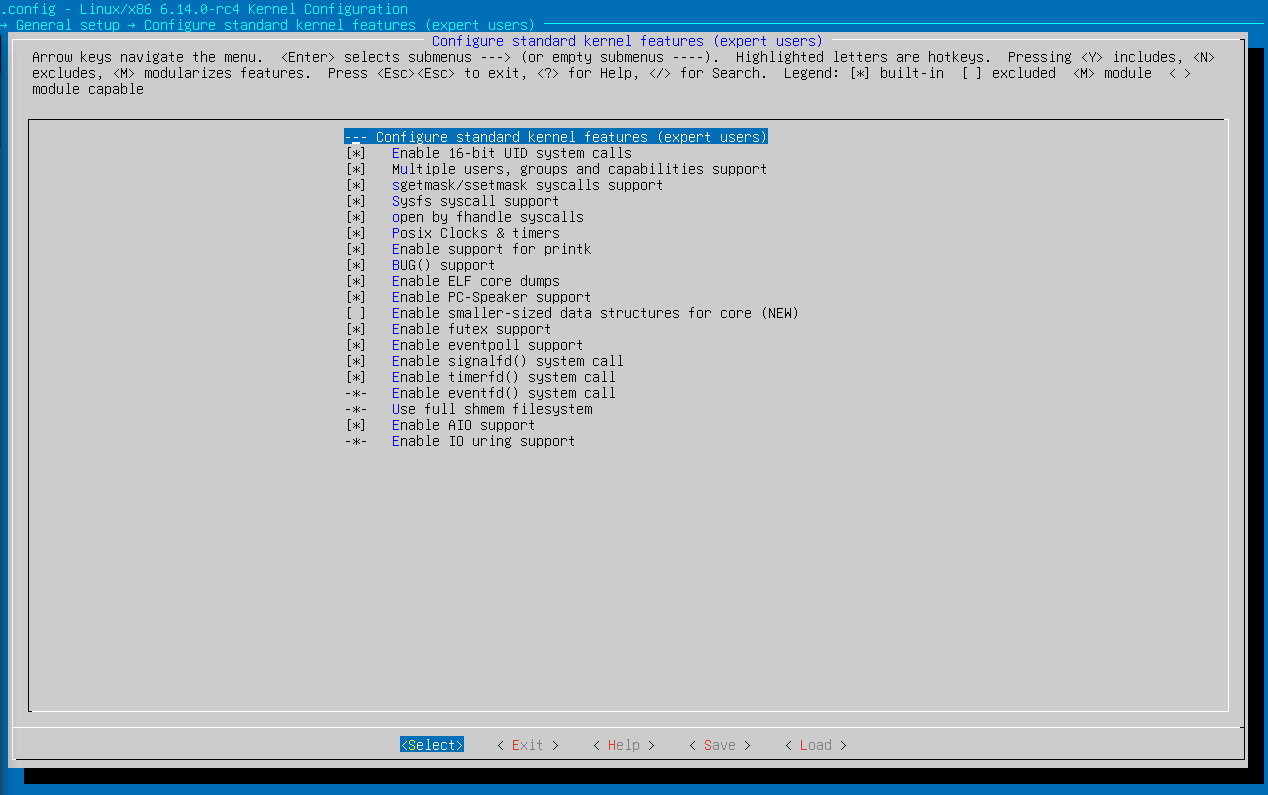 .config - Linux/x86 6.14.0-rc4 Kernel Configuration
→ General setup → Configure standard kernel features (expert users)
Configure standard kernel features (expert users)
Arrow keys navigate the menu.  <Enter> selects submenus ---> (or empty submenus ----).  Highlighted letters are hotkeys.  Pressing <Y> includes, <N>
excludes, <M> modularizes features.  Press <Esc><Esc> to exit, <?> for Help, </> for Search.  Legend: [*] built-in  [ ] excluded  <M> module  < >
module capable
--- Configure standard kernel features (expert users)
[*]   Enable 16-bit UID system calls
[*]   Multiple users, groups and capabilities support
[*]   sgetmask/ssetmask syscalls support
[*]   Sysfs syscall support
[*]   open by fhandle syscalls
[*]   Posix Clocks & timers
[*]   Enable support for printk
[*]   BUG() support
[*]   Enable ELF core dumps
[*]   Enable PC-Speaker support
[ ]   Enable smaller-sized data structures for core (NEW)
[*]   Enable futex support
[*]   Enable eventpoll support
[*]   Enable signalfd() system call
[*]   Enable timerfd() system call
-*-   Enable eventfd() system call
-*-   Use full shmem filesystem
[*]   Enable AIO support
-*-   Enable IO uring support
<Select>    < Exit >    < Help >    < Save >    < Load >